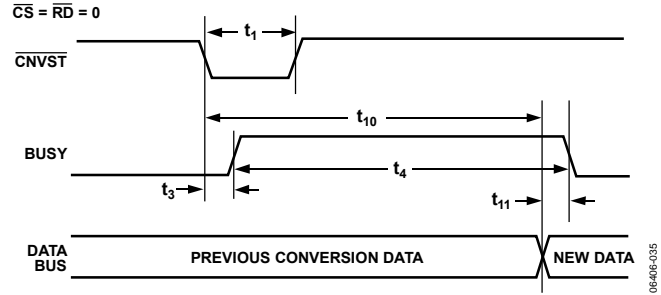 CS = RD = 0
CNVST
t1
t10
BUSY
t4
t3
t11
DATA
BUS
PREVIOUS CONVERSION DATA
NEW DATA
06406-035